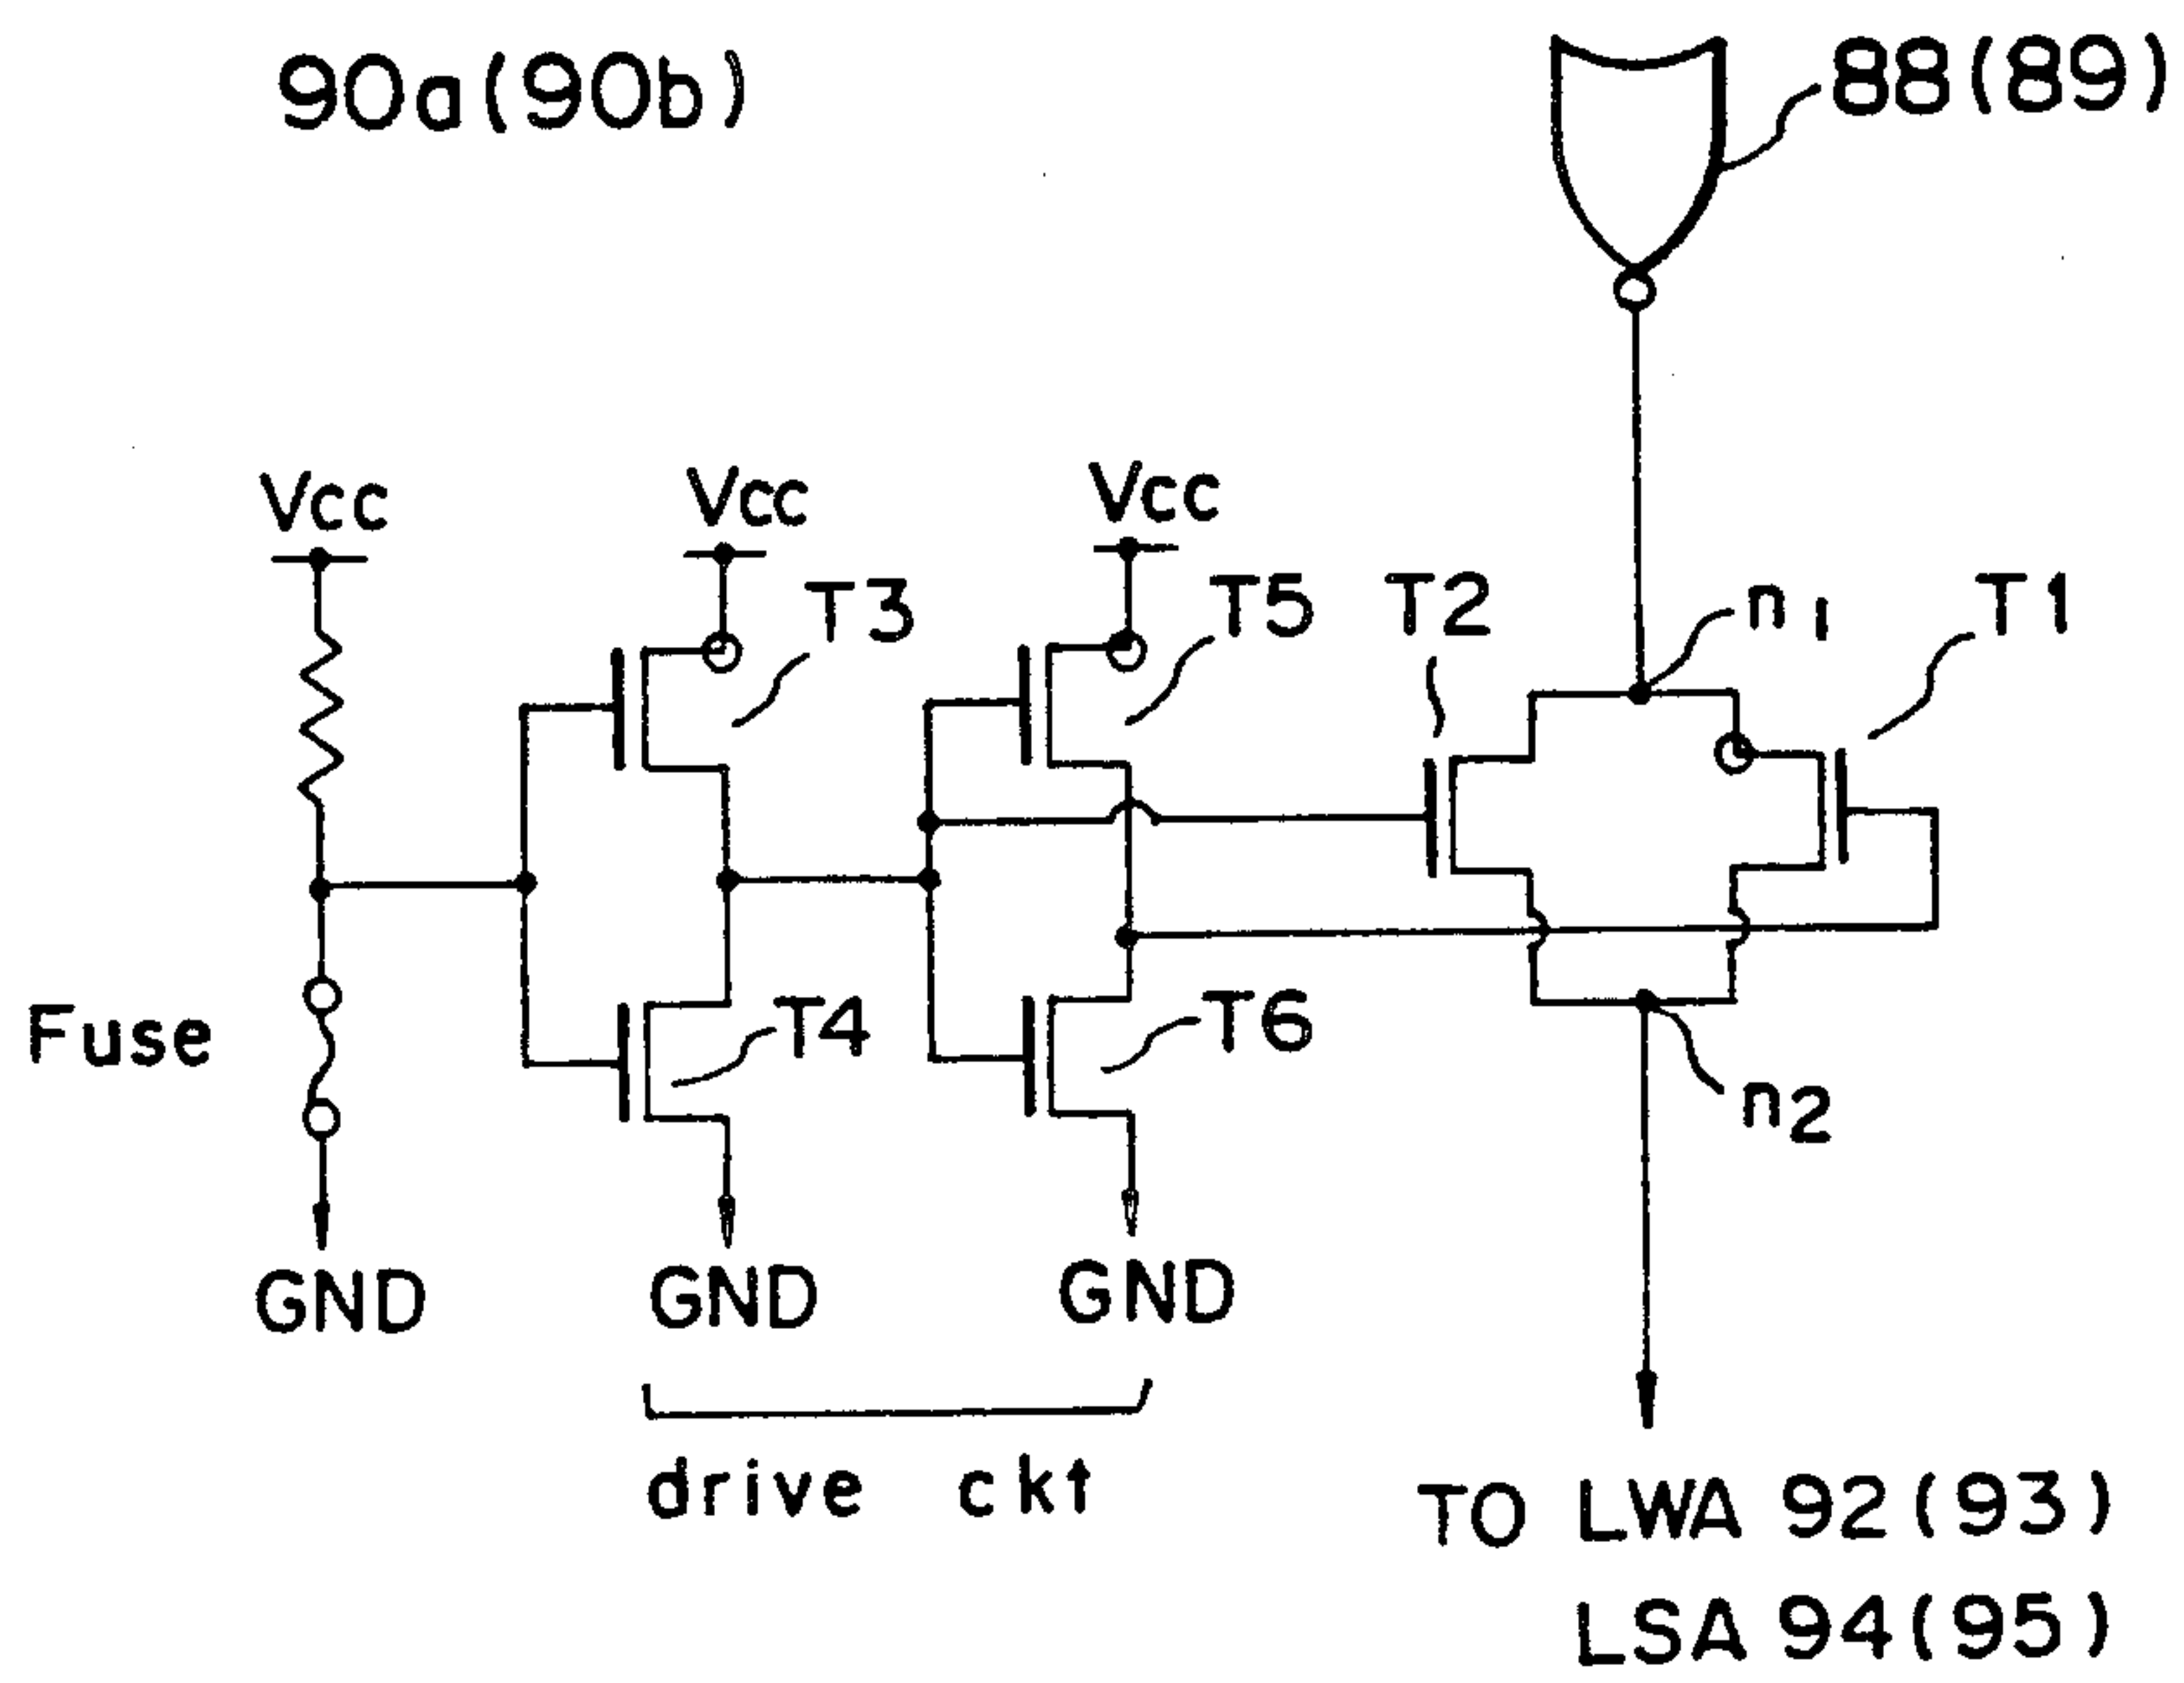 90a(90b)
88(89)
Vcc
Vcc
Vcc
T3
T5
T2
n1
T1
Fuse
T4
T6
n2
GND
GND
GND
drive ckt
TO LWA 92(93)
LSA 94(95)